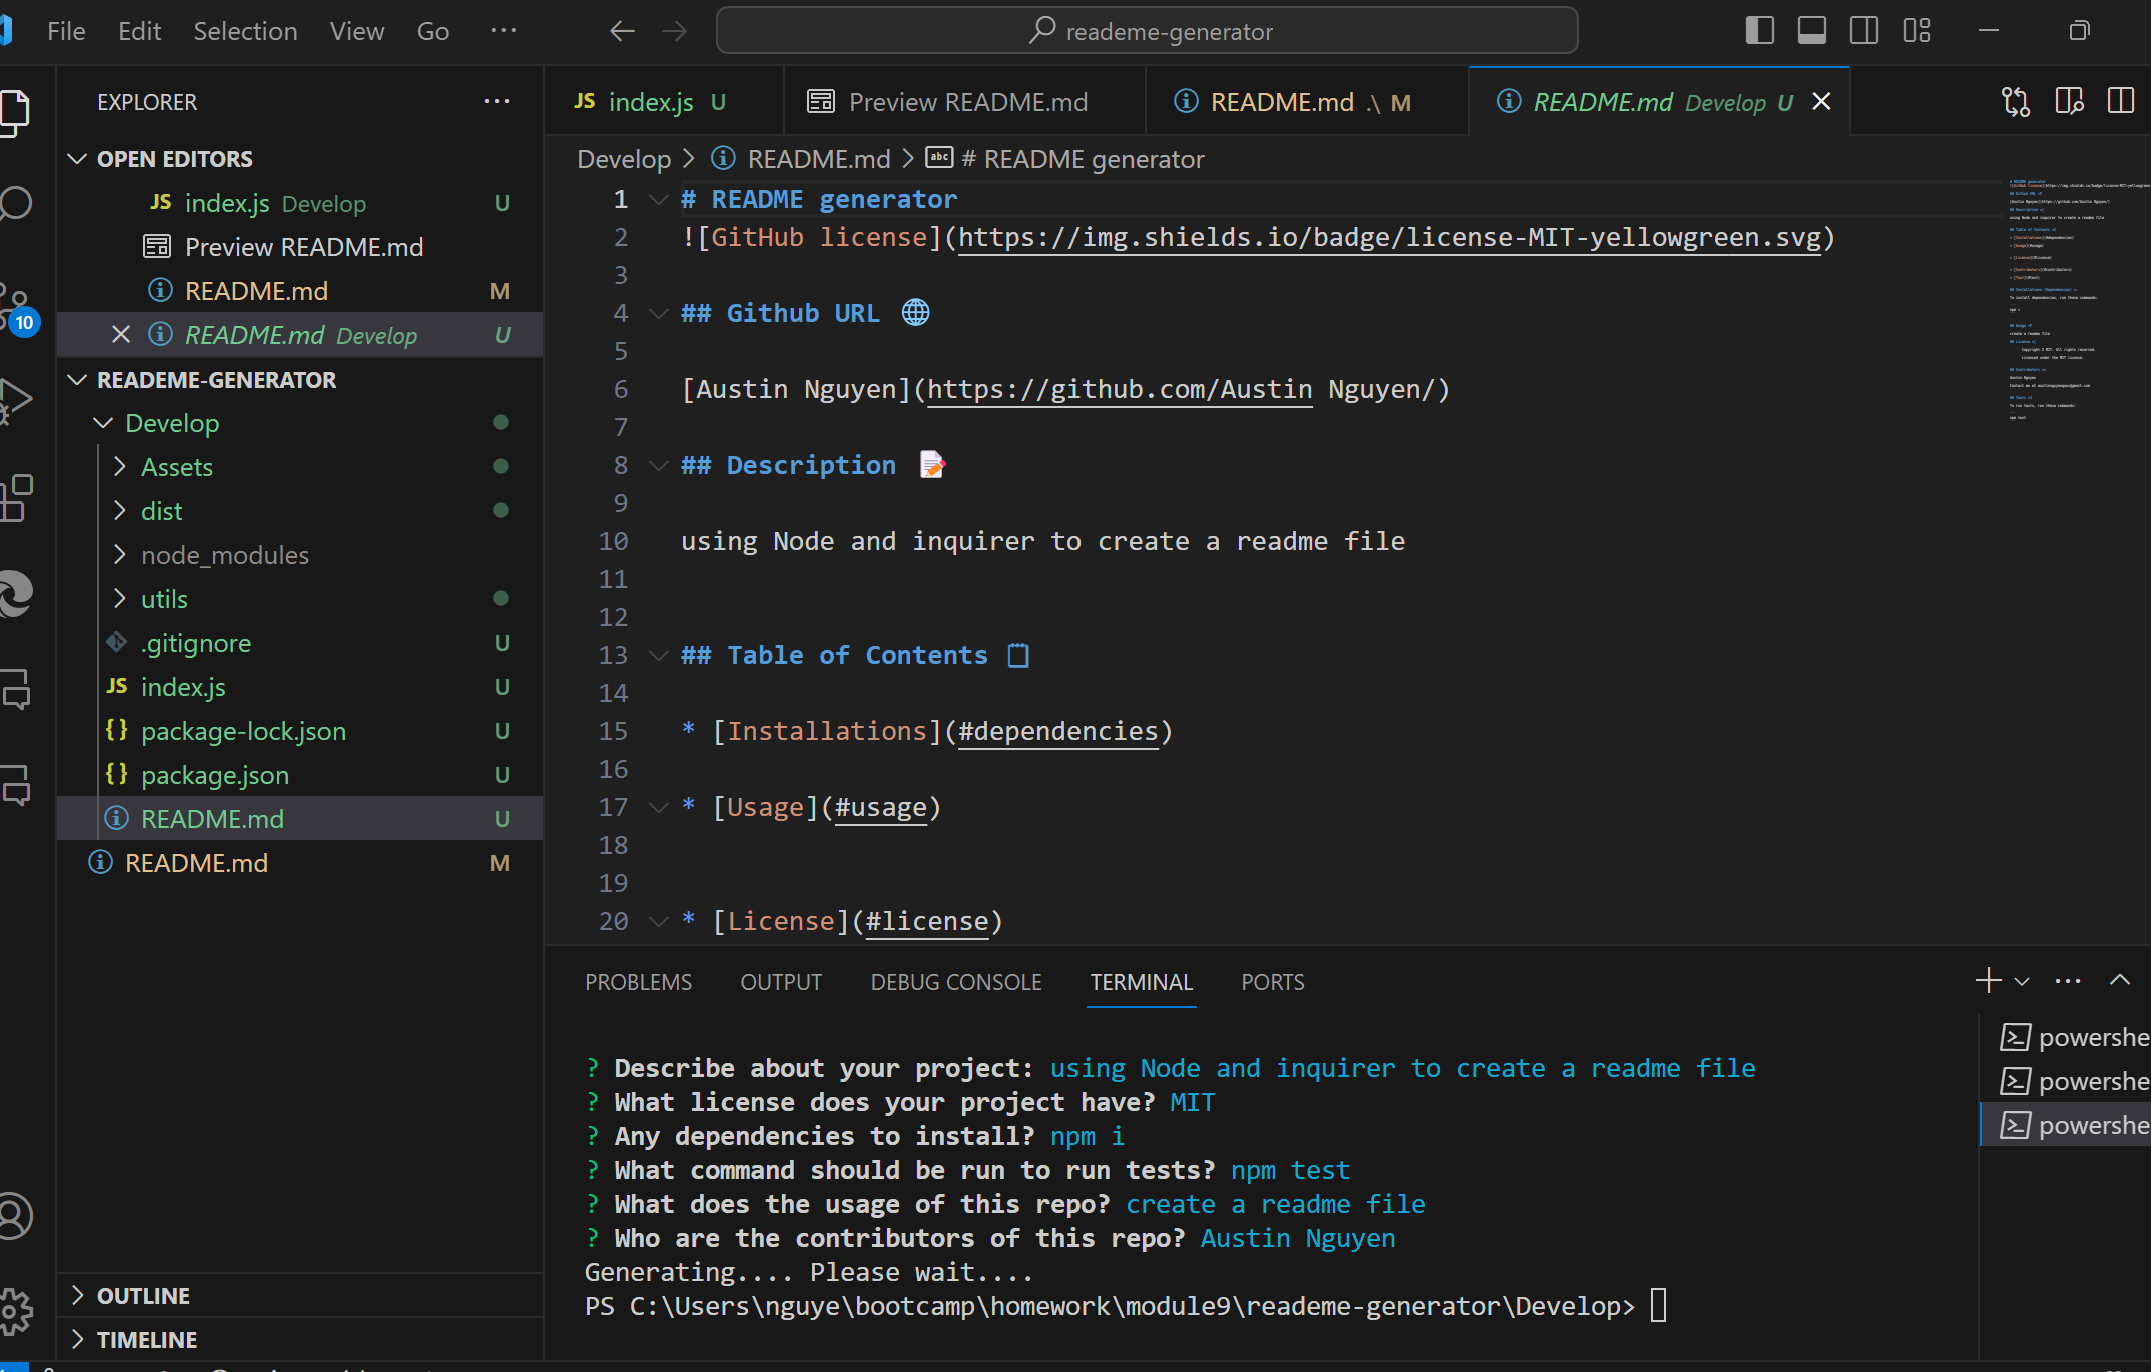 File Edit Selection View Go ··· reademe-generator
EXPLORER ···
OPEN EDITORS
JS index.js Develop U
Preview README.md
README.md M
README.md Develop U
10
READEME-GENERATOR
Develop
Assets
dist
node_modules
utils
.gitignore U
JS index.js U
{} package-lock.json U
{} package.json U
README.md U
README.md M
OUTLINE
TIMELINE
JS index.js U Preview README.md README.md .\ M README.md Develop U
Develop > README.md > abc # README generator
1 # README generator
2 ![GitHub license](https://img.shields.io/badge/license-MIT-yellowgreen.svg)
3
4 ## Github URL 🌐
5
6 [Austin Nguyen](https://github.com/Austin Nguyen/)
7
8 ## Description 📝
9
10 using Node and inquirer to create a readme file
11
12
13 ## Table of Contents 📋
14
15 * [Installations](#dependencies)
16
17 * [Usage](#usage)
18
19
20 * [License](#license)
PROBLEMS OUTPUT DEBUG CONSOLE TERMINAL PORTS
? Describe about your project: using Node and inquirer to create a readme file
? What license does your project have? MIT
? Any dependencies to install? npm i
? What command should be run to run tests? npm test
? What does the usage of this repo? create a readme file
? Who are the contributors of this repo? Austin Nguyen
Generating.... Please wait....
PS C:\Users\nguye\bootcamp\homework\module9\reademe-generator\Develop>
powershe
powershe
powershe